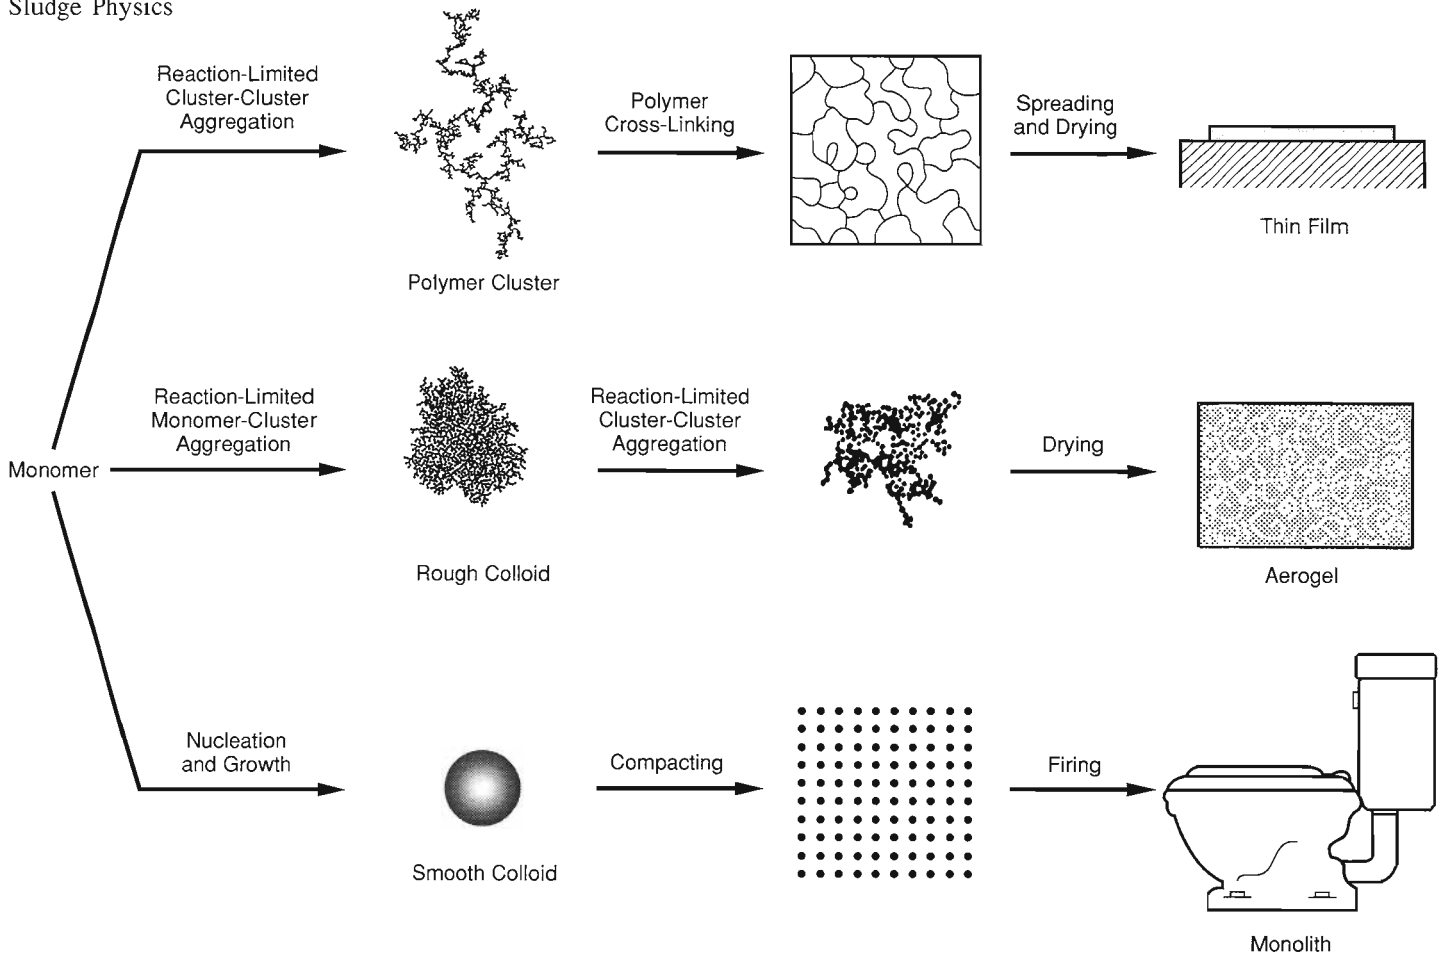 Sludge Physics
Reaction-Limited
Cluster-Cluster
Aggregation
Polymer Cluster
Polymer
Cross-Linking
Spreading
and Drying
Thin Film
Monomer
Reaction-Limited
Monomer-Cluster
Aggregation
Rough Colloid
Reaction-Limited
Cluster-Cluster
Aggregation
Drying
Aerogel
Nucleation
and Growth
Smooth Colloid
Compacting
Firing
Monolith